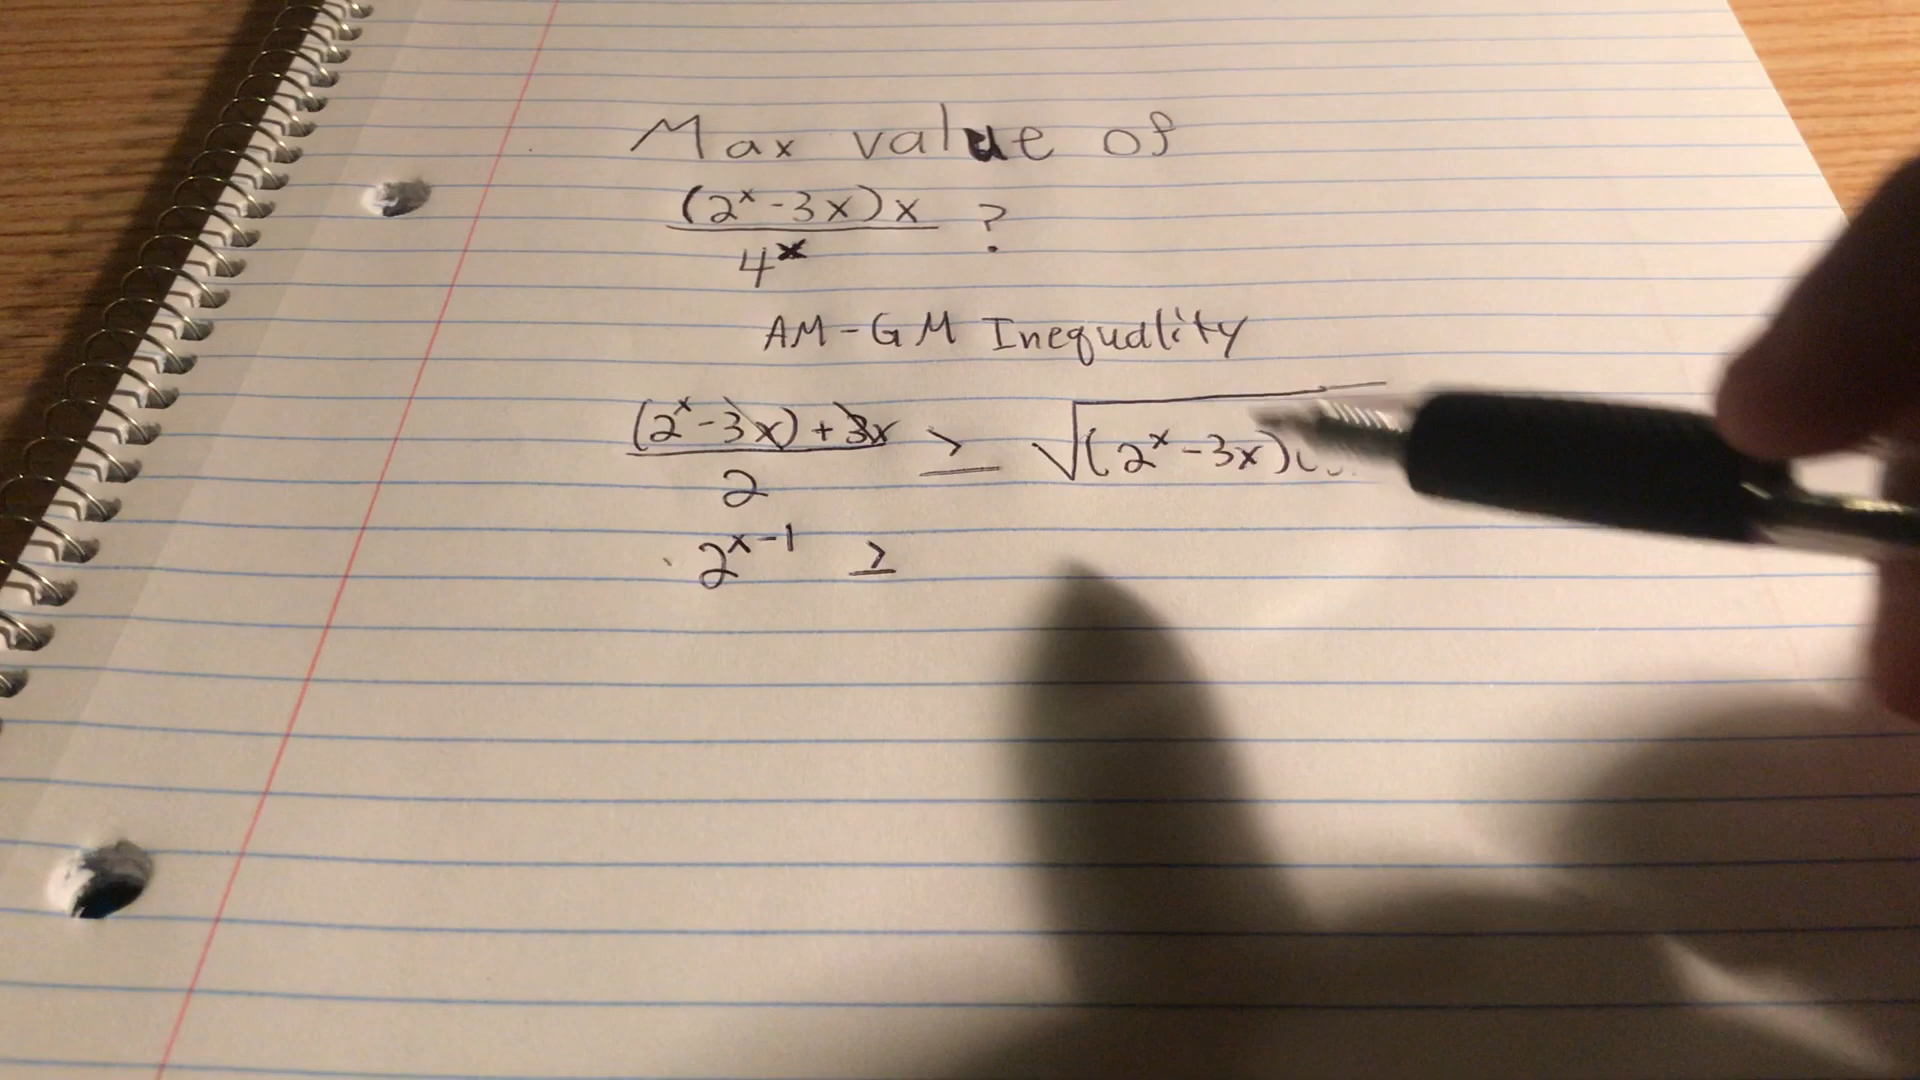 Max value of
(2^x - 3x)x / 4^x ?
AM-GM Inequality
((2^x - 3x) + 3x) / 2 ≥ √(2^x - 3x)(
2^(x-1) ≥